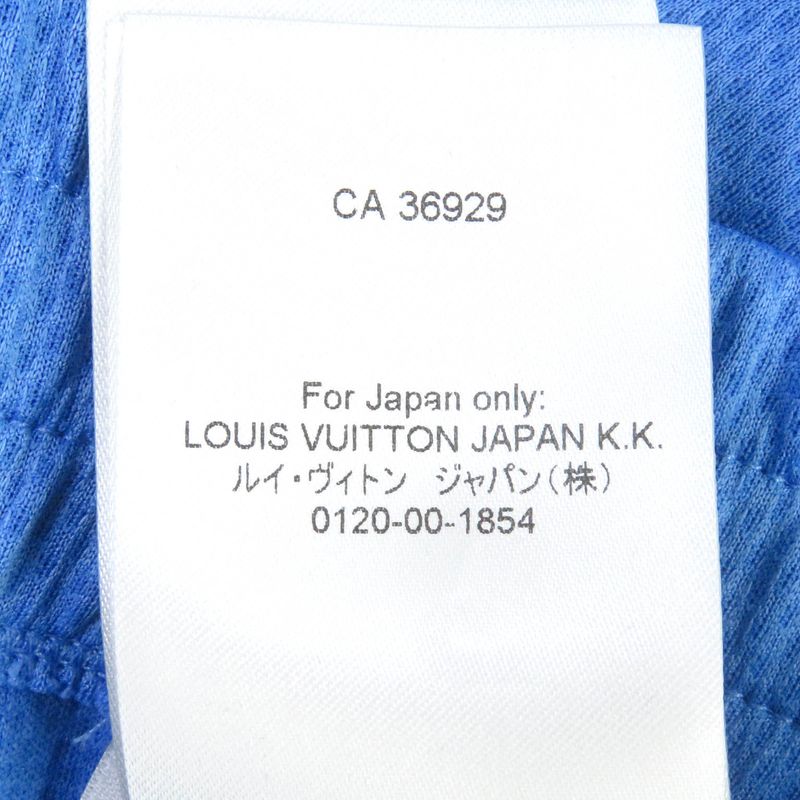 CA 36929
For Japan only:
LOUIS VUITTON JAPAN K.K.
ルイ・ヴィトン ジャパン(株)
0120-00-1854